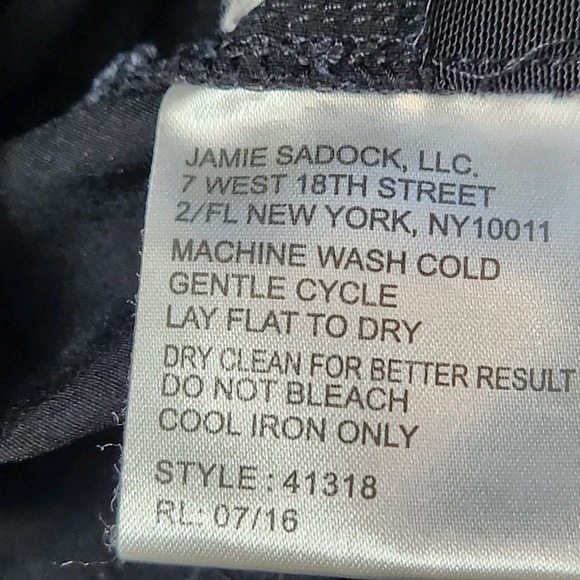 JAMIE SADOCK, LLC.
7 WEST 18TH STREET
2/FL NEW YORK, NY10011
MACHINE WASH COLD
GENTLE CYCLE
LAY FLAT TO DRY
DRY CLEAN FOR BETTER RESULT
DO NOT BLEACH
COOL IRON ONLY
STYLE : 41318
RL: 07/16